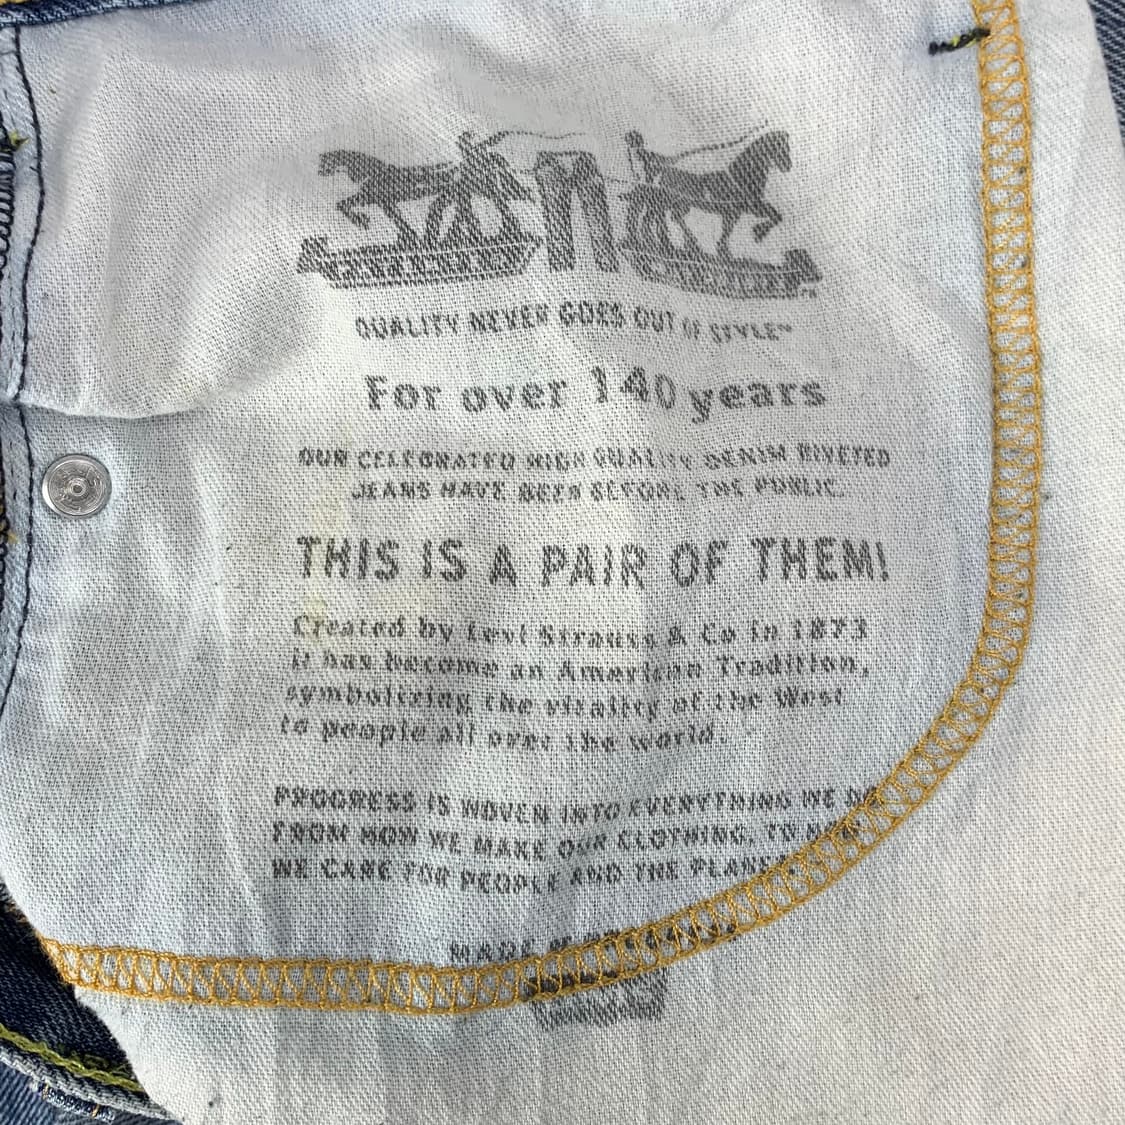 QUALITY NEVER GOES OUT OF STYLE™
For over 140 years
OUR CELEBRATED HIGH QUALITY DENIM RIVETED
JEANS HAVE BEEN BEFORE THE PUBLIC.
THIS IS A PAIR OF THEM!
Created by Levi Strauss & Co in 1873
it has become an American Tradition,
symbolizing the vitality of the West
to people all over the world.
PROGRESS IS WOVEN INTO EVERYTHING WE DO
FROM HOW WE MAKE OUR CLOTHING, TO HOW
WE CARE FOR PEOPLE AND THE PLANET.
MADE